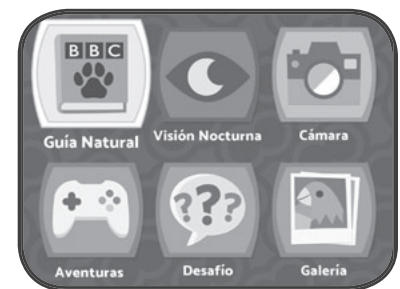 BBC
Guía Natural
Visión Nocturna
Cámara
???
Aventuras
Desafío
Galería